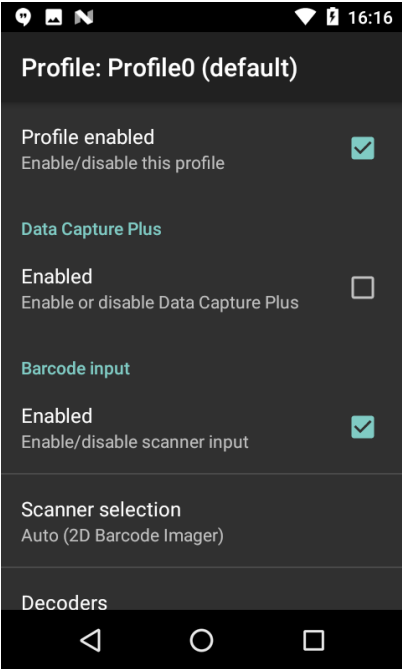 16:16
Profile: Profile0 (default)
Profile enabled
Enable/disable this profile
Data Capture Plus
Enabled
Enable or disable Data Capture Plus
Barcode input
Enabled
Enable/disable scanner input
Scanner selection
Auto (2D Barcode Imager)
Decoders